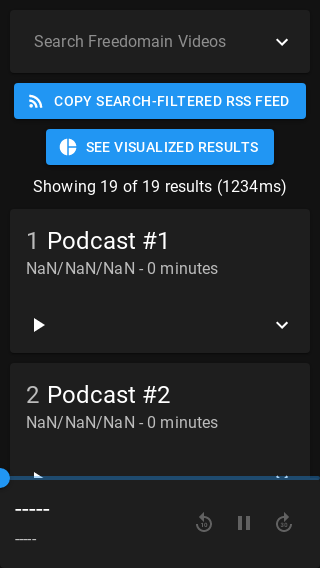 Search Freedomain Videos
COPY SEARCH-FILTERED RSS FEED
SEE VISUALIZED RESULTS
Showing 19 of 19 results (1234ms)
1 Podcast #1
NaN/NaN/NaN - 0 minutes
2 Podcast #2
NaN/NaN/NaN - 0 minutes
-----
-----
10 30